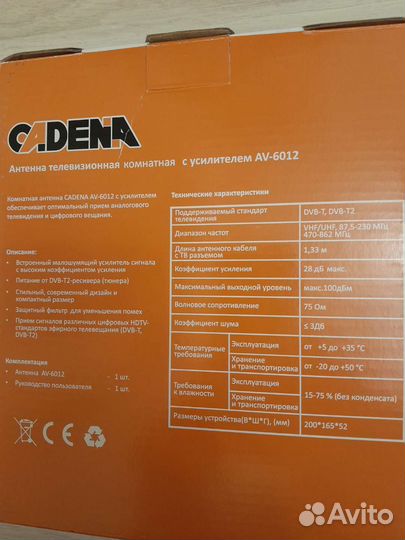 CADENA
Антенна телевизионная комнатная с усилителем AV-6012
Комнатная антенна CADENA AV-6012 с усилителем
обеспечивает оптимальный прием аналогового
телевидения и цифрового вещания.
Описание:
• Встроенный малошумящий усилитель сигнала
с высоким коэффициентом усиления
• Питание от DVB-T2-ресивера (тюнера)
• Стильный, современный дизайн и
компактный размер
• Защитный фильтр для уменьшения помех
• Прием сигналов различных цифровых HDTV-
стандартов эфирного телевещания (DVB-T,
DVB-T2)
Комплектация
• Антенна AV-6012 - 1 шт.
• Руководство пользователя - 1 шт.
Технические характеристики
Поддерживаемый стандарт
телевидения DVB-T, DVB-T2
Диапазон частот VHF/UHF, 87,5-230 МГц
470-862 МГц
Длина антенного кабеля
с ТВ разъемом 1,33 м
Коэффициент усиления 28 дБ макс.
Максимальный выходной уровень макс.100дБм
Волновое сопротивление 75 Ом
Коэффициент шума ≤ 3ДБ
Температурные
требования
Эксплуатация от +5 до +35 °C
Хранение
и транспортировка от -20 до +50 °C
Требования
к влажности
Эксплуатация
Хранение
и транспортировка
15-75 % (без конденсата)
Размеры устройства(В*Ш*Г), (мм) 200*165*52
CE
Avito